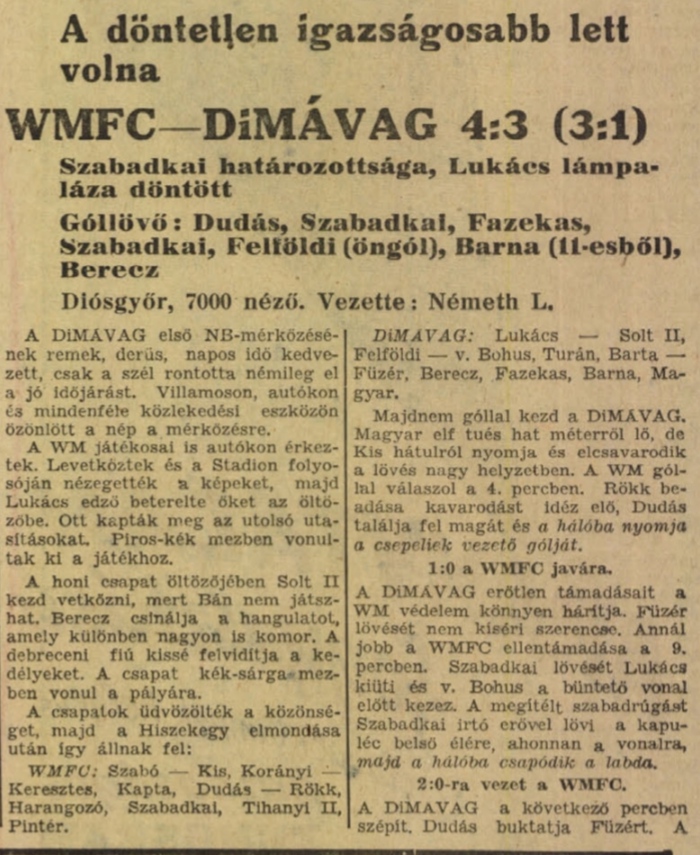 A döntetlen igazságosabb lett
volna
WMFC—DiMÁVAG 4:3 (3:1)
Szabadkai határozottsága, Lukács lámpa-
láza döntött
Góllövő: Dudás, Szabadkai, Fazekas,
Szabadkai, Felföldi (öngól), Barna (11-esből),
Berecz
Diósgyőr, 7000 néző. Vezette: Németh L.
A DiMÁVAG első NB-mérkőzésé-
nek remek, derüs, napos idő kedve-
zett, csak a szél rontotta némileg el
a jó időjárást. Villamoson, autókon
és mindenféle közlekedési eszközön
özönlött a nép a mérkőzésre.
A WM játékosai is autókon érkez-
tek. Levetköztek és a Stadion folyo-
sóján nézegették a képeket, majd
Lukács edző beterelte őket az öltö-
zőbe. Ott kapták meg az utolsó uta-
sításokat. Piros-kék mezben vonul-
tak ki a játékhoz.
A honi csapat öltözőjében Solt II
kezd vetkőzni, mert Bán nem játsz-
hat. Berecz csinálja a hangulatot,
amely különben nagyon is komor. A
debreceni fiú kissé felvidítja a ke-
délyeket. A csapat kék-sárga mez-
ben vonul a pályára.
A csapatok üdvözölték a közönsé-
get, majd a Hiszekegy elmondása
után így állnak fel:
WMFC: Szabó — Kis, Korányi —
Keresztes, Kapta, Dudás — Rökk,
Harangozó, Szabadkai, Tihanyi II,
Pintér.
DiMAVAG: Lukács — Solt II,
Felföldi — v. Bohus, Turán, Barta —
Füzér, Berecz, Fazekas, Barna, Ma-
gyar.
Majdnem góllal kezd a DiMÁVAG.
Magyar elf tués hat méterről lő, de
Kis hátulról nyomja és elcsavarodik
a lövés nagy helyzetben. A WM gól-
lal válaszol a 4. percben. Rökk be-
adása kavarodást idéz elő, Dudás
találja fel magát és a hálóba nyomja
a csepeliek vezető gólját.
1:0 a WMFC javára.
A DiMÁVAG erőtlen támadásait a
WM védelem könnyen hárítja. Füzér
lövését nem kíséri szerencse. Annál
jobb a WMFC ellentámadása a 9.
percben. Szabadkai lövését Lukács
kiüti és v. Bohus a büntető vonal
előtt kezez. A megítélt szabadrúgást
Szabadkai irtó erővel lövi a kapu-
léc belső élére, ahonnan a vonalra,
majd a hálóba csapódik a labda.
2:0-ra vezet a WMFC.
A DiMAVAG a következő percben
szépit. Dudás buktatja Füzért. A